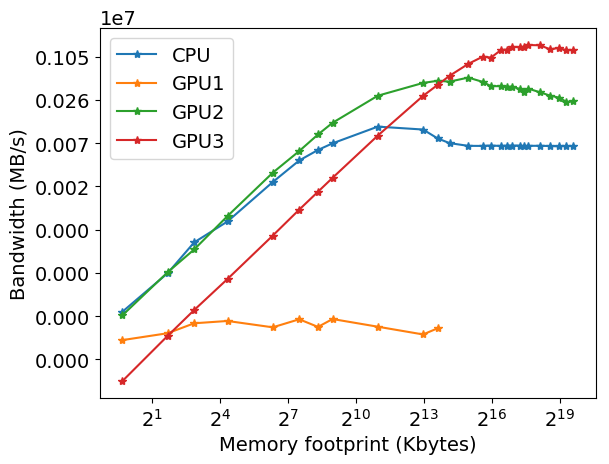 1e7
CPU
GPU1
GPU2
GPU3
0.105
0.026
0.007
0.002
0.000
0.000
0.000
0.000
Bandwidth (MB/s)
2^1 2^4 2^7 2^10 2^13 2^16 2^19
Memory footprint (Kbytes)